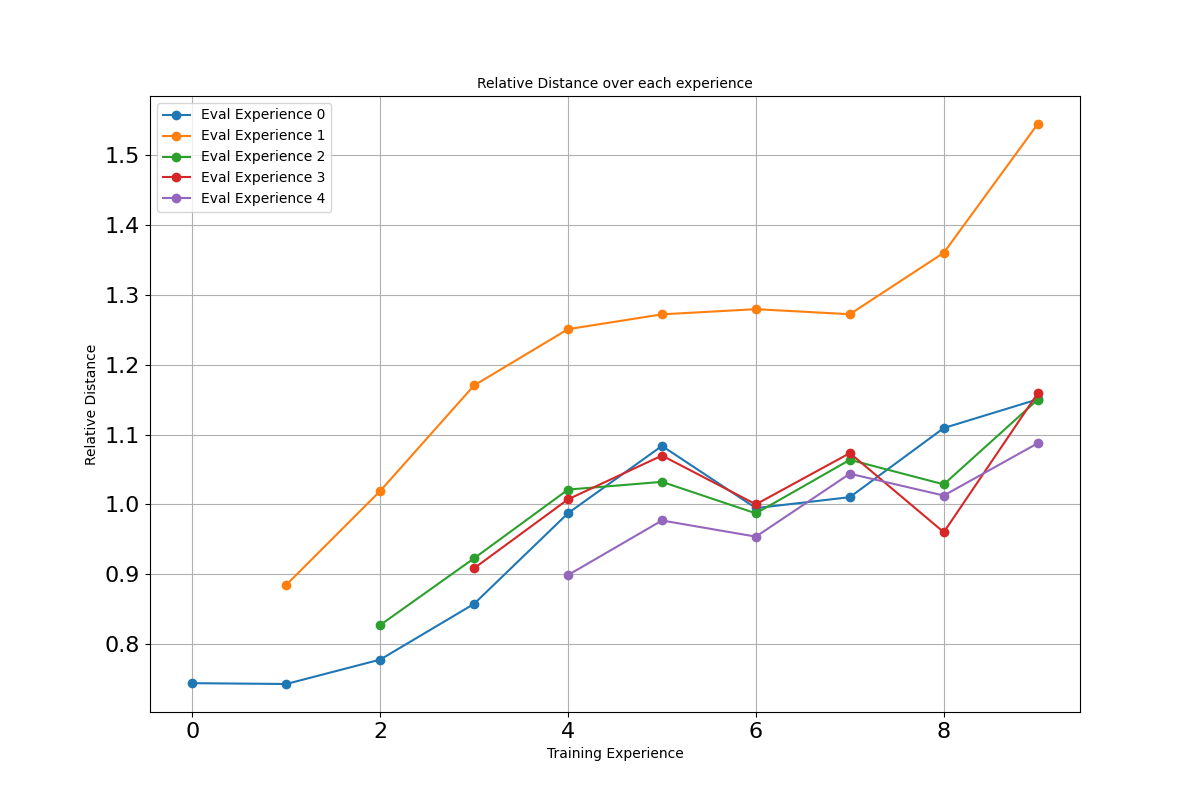 Relative Distance over each experience
Eval Experience 0
Eval Experience 1
Eval Experience 2
Eval Experience 3
Eval Experience 4
1.5
1.4
1.3
1.2
1.1
1.0
0.9
0.8
Relative Distance
0 2 4 6 8
Training Experience